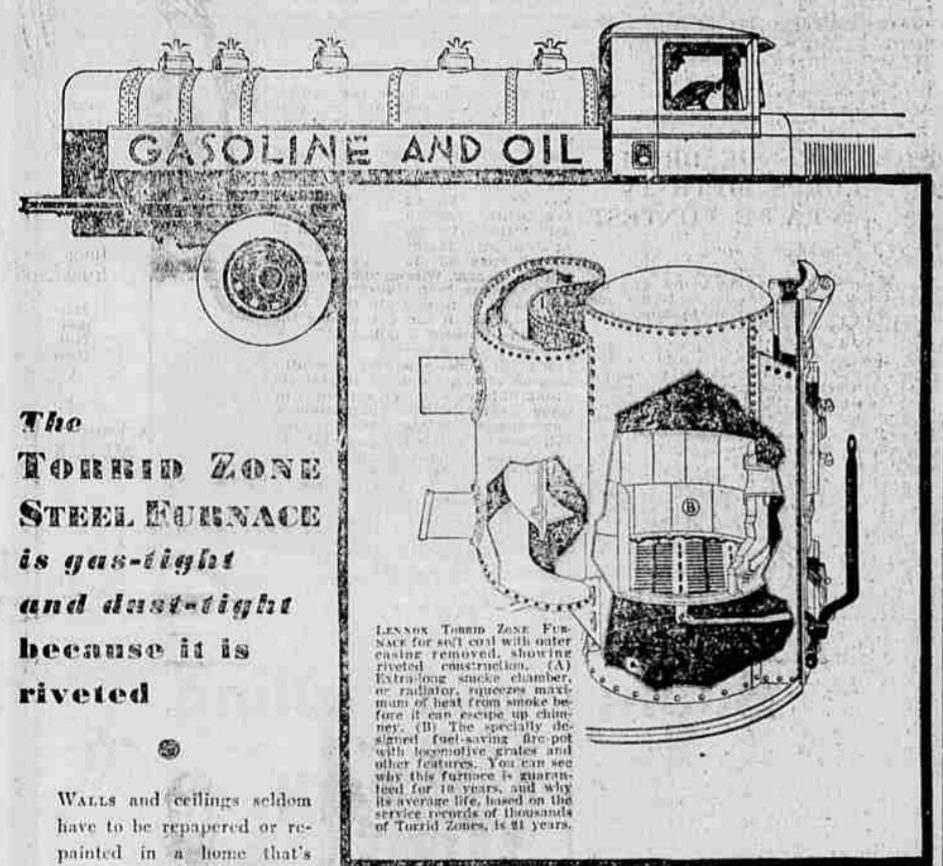 GASOLINE AND OIL
The
TORRID ZONE
STEEL FURNACE
is gas-tight
and dust-tight
because it is
riveted
WALLS and ceilings seldom
have to be repapered or re-
painted in a home that's
B
LENNOX TORRID ZONE FUR-
NACE for soft coal with outer
casing removed, showing
riveted construction. (A)
Extra-long smoke chamber,
or radiator, squeezes maxi-
mum of heat from smoke be-
fore it can escape up chim-
ney. (B) The specially de-
signed fuel-saving fire-pot
with locomotive grates and
other features. You can see
why this furnace is guaran-
teed for 10 years, and why
its average life, based on the
service records of thousands
of Torrid Zones, is 21 years.